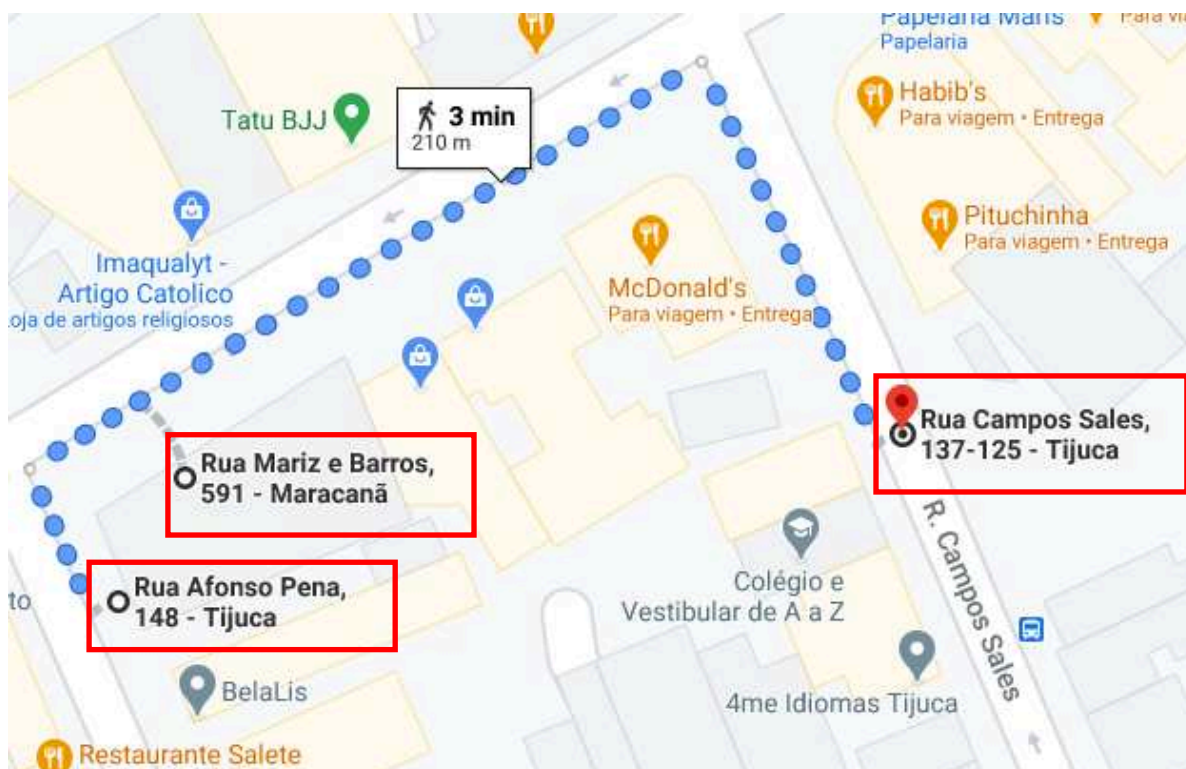 Papelaria Maris
Papelaria
Habib's
Para viagem • Entrega
Tatu BJJ
3 min
210 m
Pituchinha
Para viagem • Entrega
Imaqualyt -
Artigo Catolico
oja de artigos religiosos
McDonald's
Para viagem • Entrega
Rua Campos Sales,
137-125 - Tijuca
Rua Mariz e Barros,
591 - Maracanã
Rua Afonso Pena,
148 - Tijuca
to
Colégio e
Vestibular de A a Z
R. Campos Sales
BelaLis
4me Idiomas Tijuca
Restaurante Salete